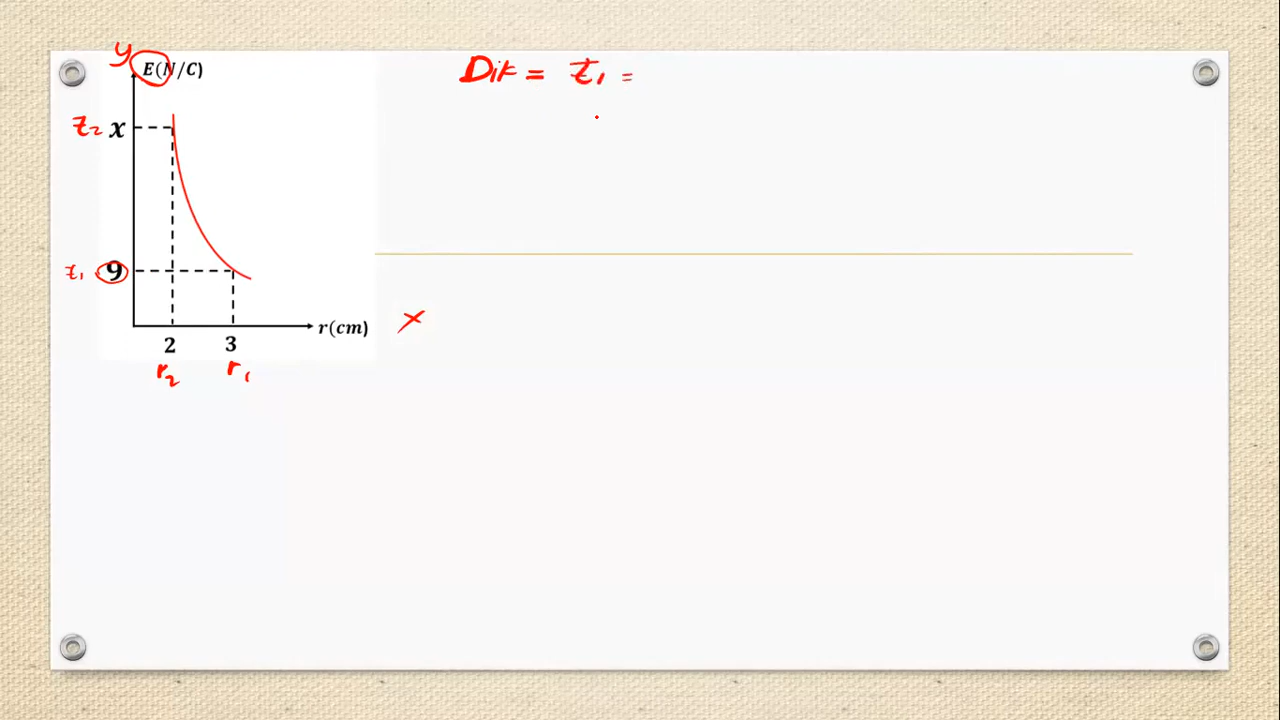 y
E(N/C)
Dik = E₁ =
E₂ x
E₁ 9
r(cm)
x
2 3
r₂ r₁